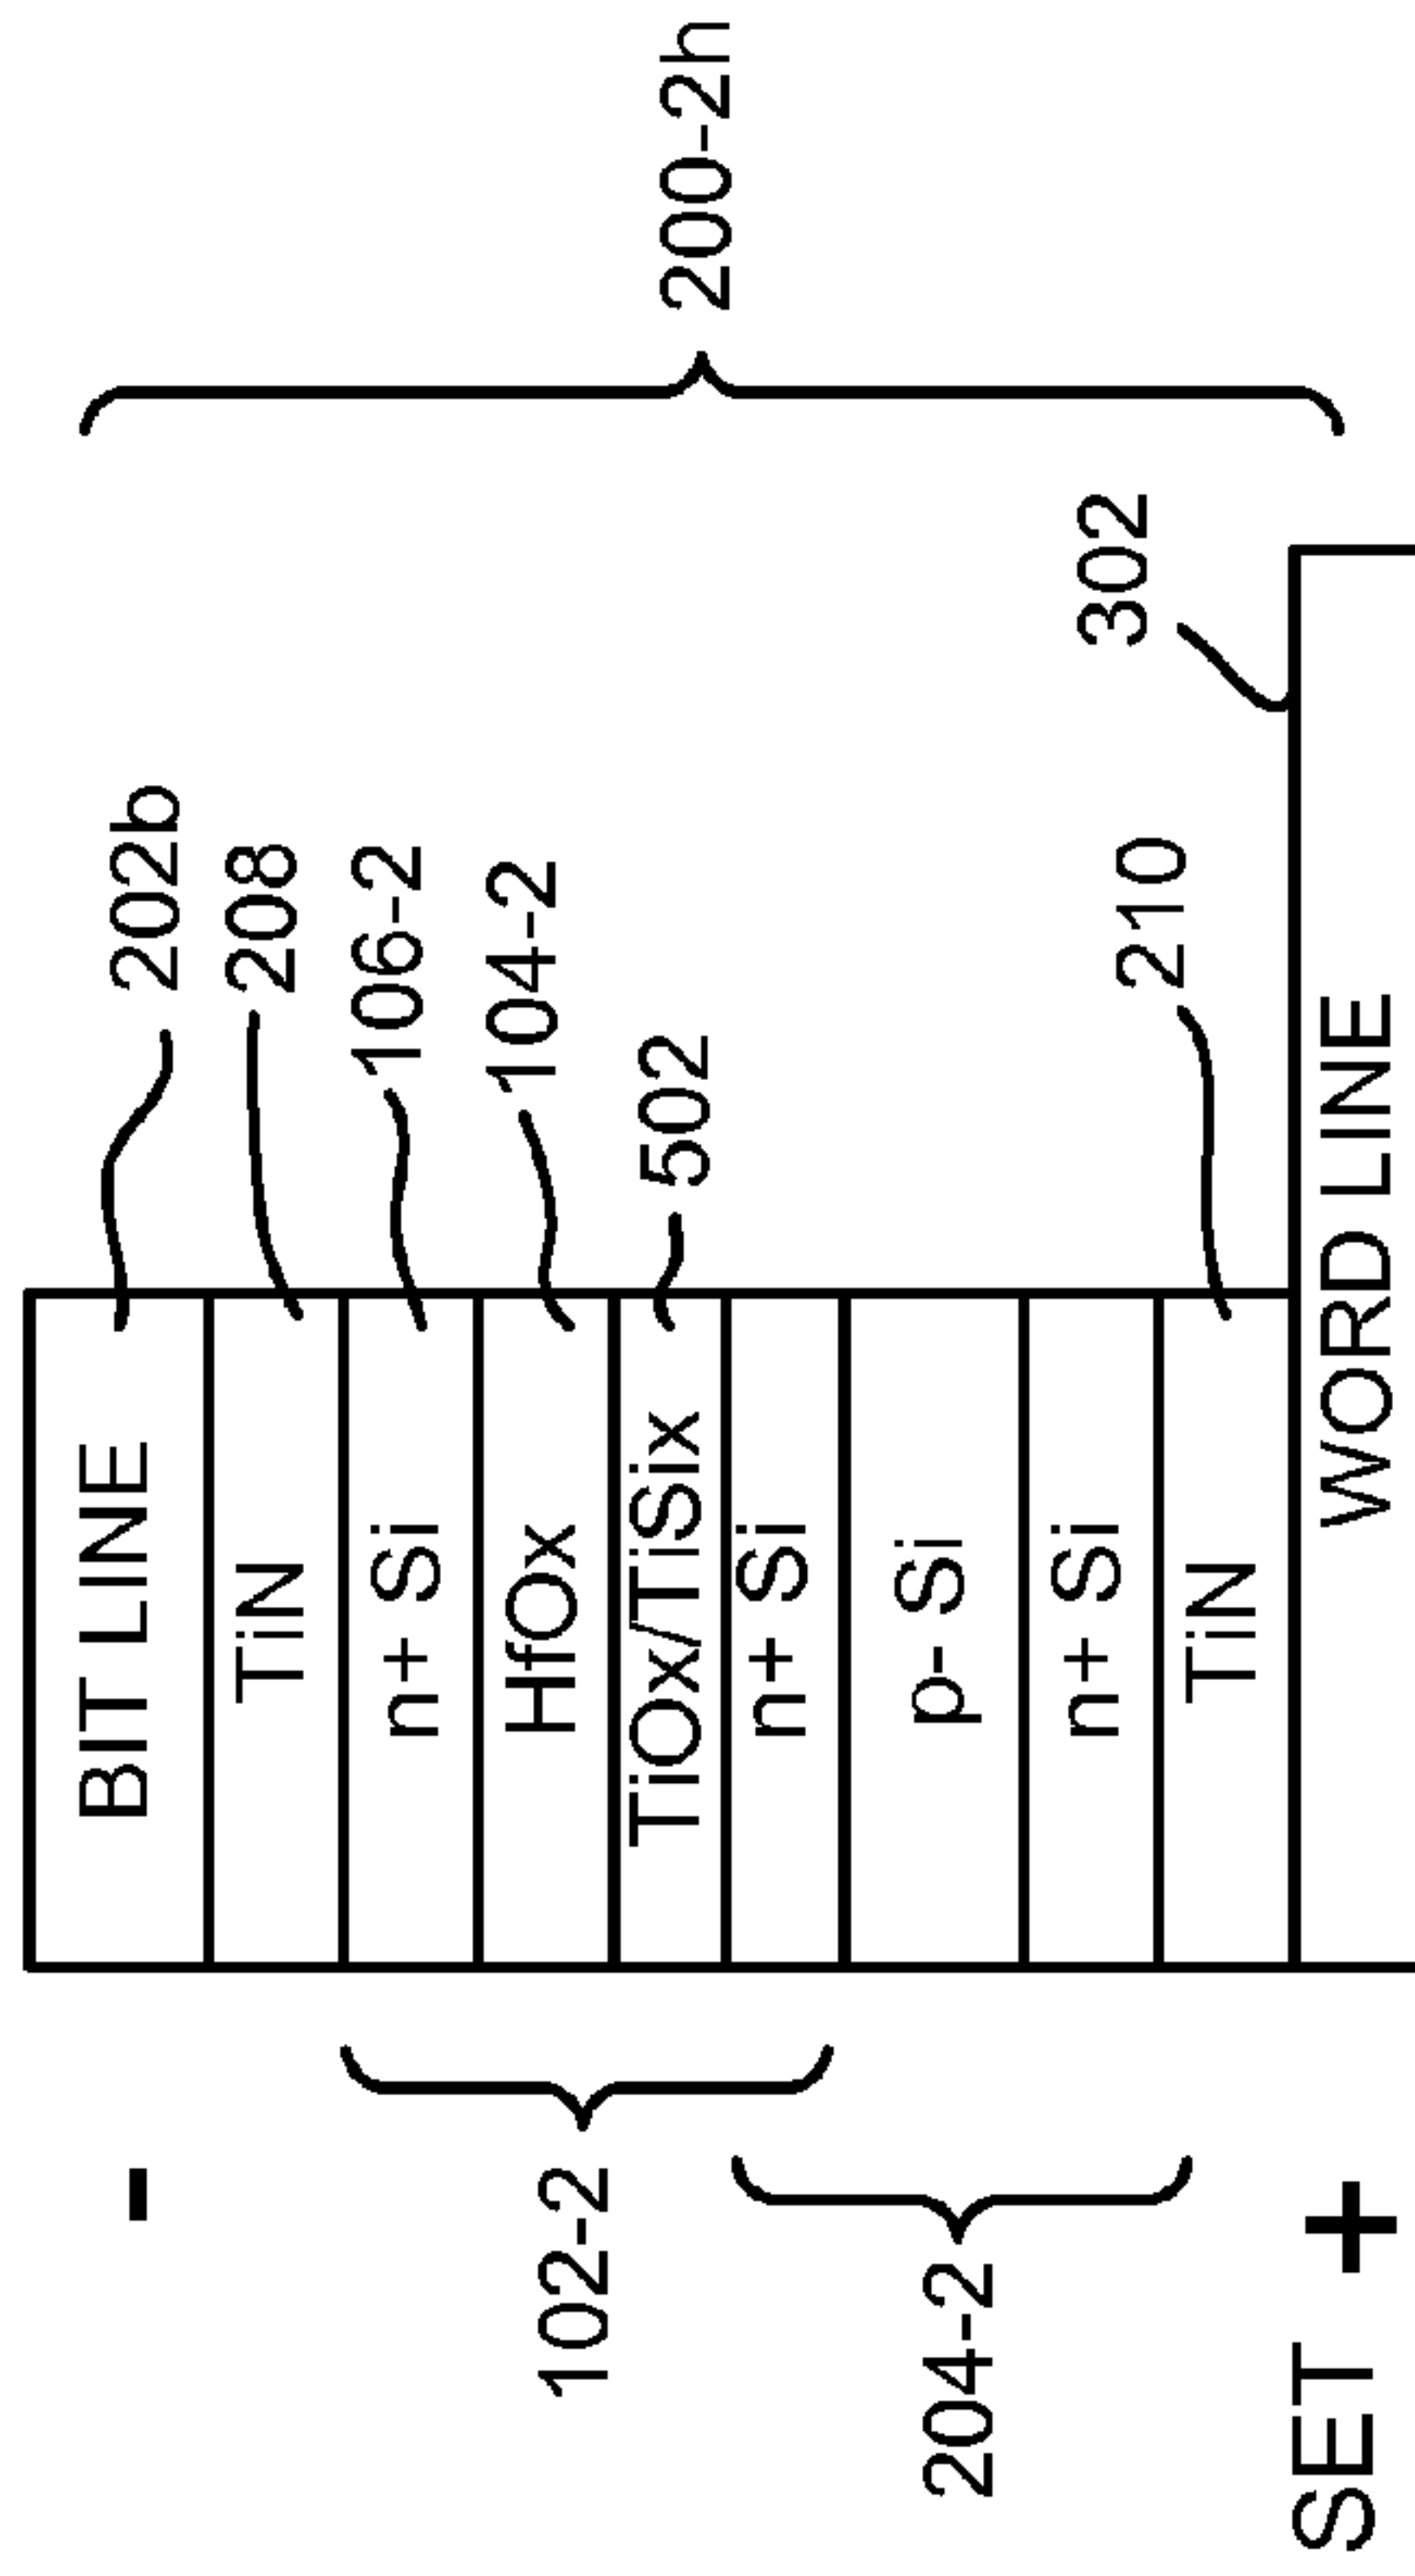 200-2h
202b
208
106-2
104-2
502
210
302
BIT LINE
TiN
n+ Si
HfOx
TiOx/TiSix
n+ Si
p- Si
n+ Si
TiN
WORD LINE
-
102-2
204-2
SET +